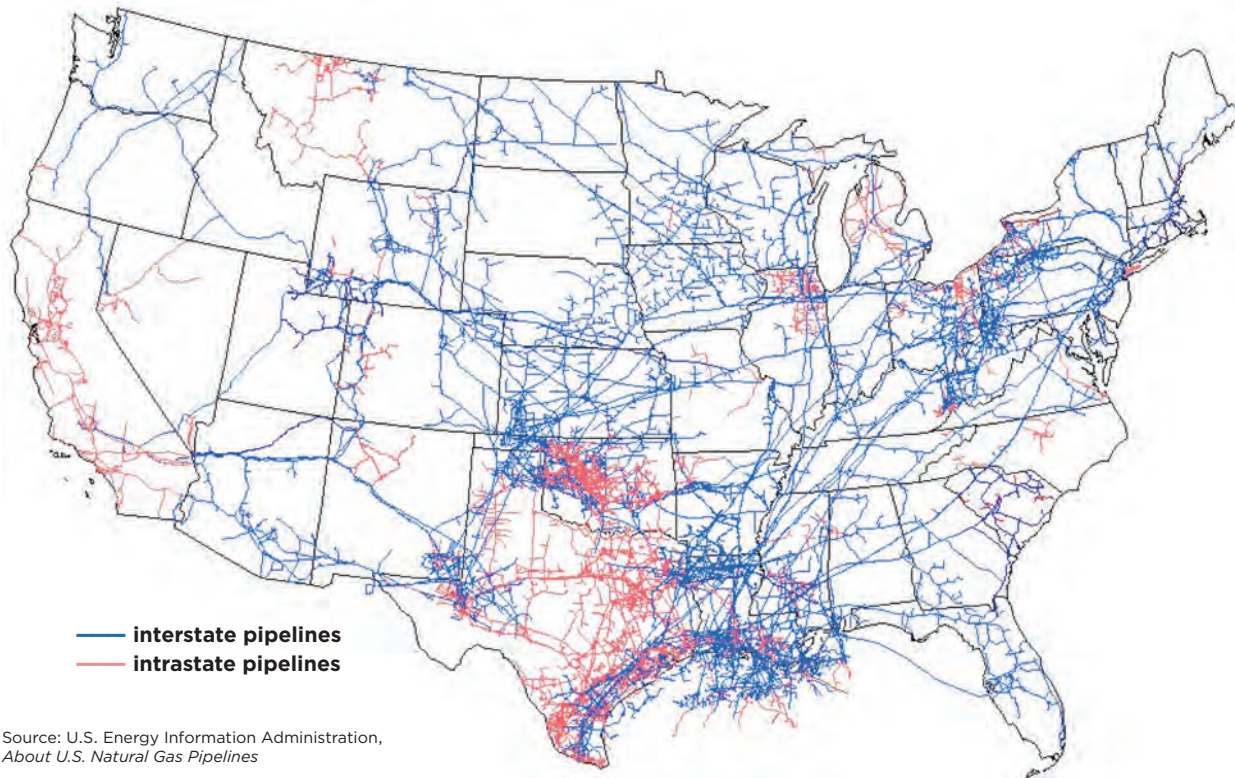 interstate pipelines
intrastate pipelines
Source: U.S. Energy Information Administration,
About U.S. Natural Gas Pipelines